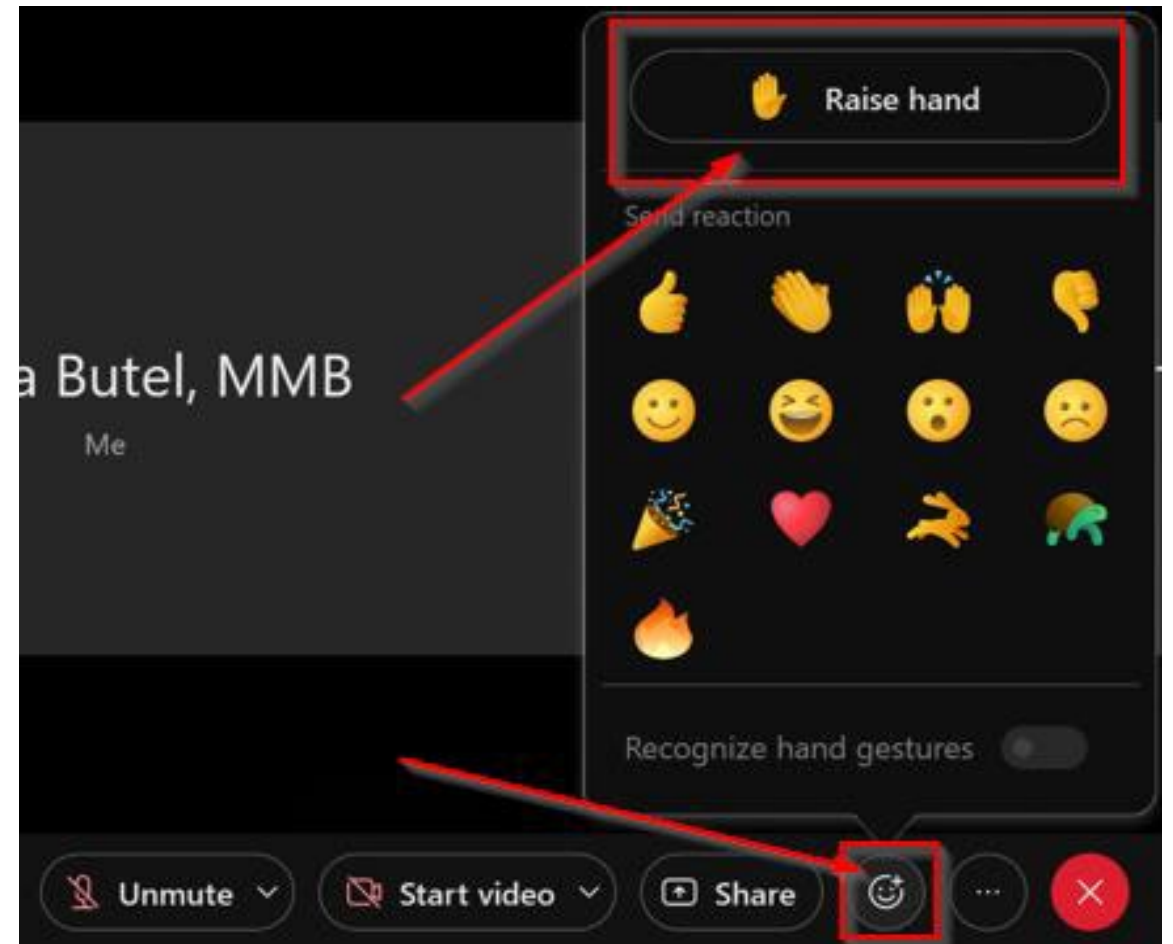 Raise hand
Send reaction
a Butel, MMB
Me
Recognize hand gestures
Unmute
Start video
Share